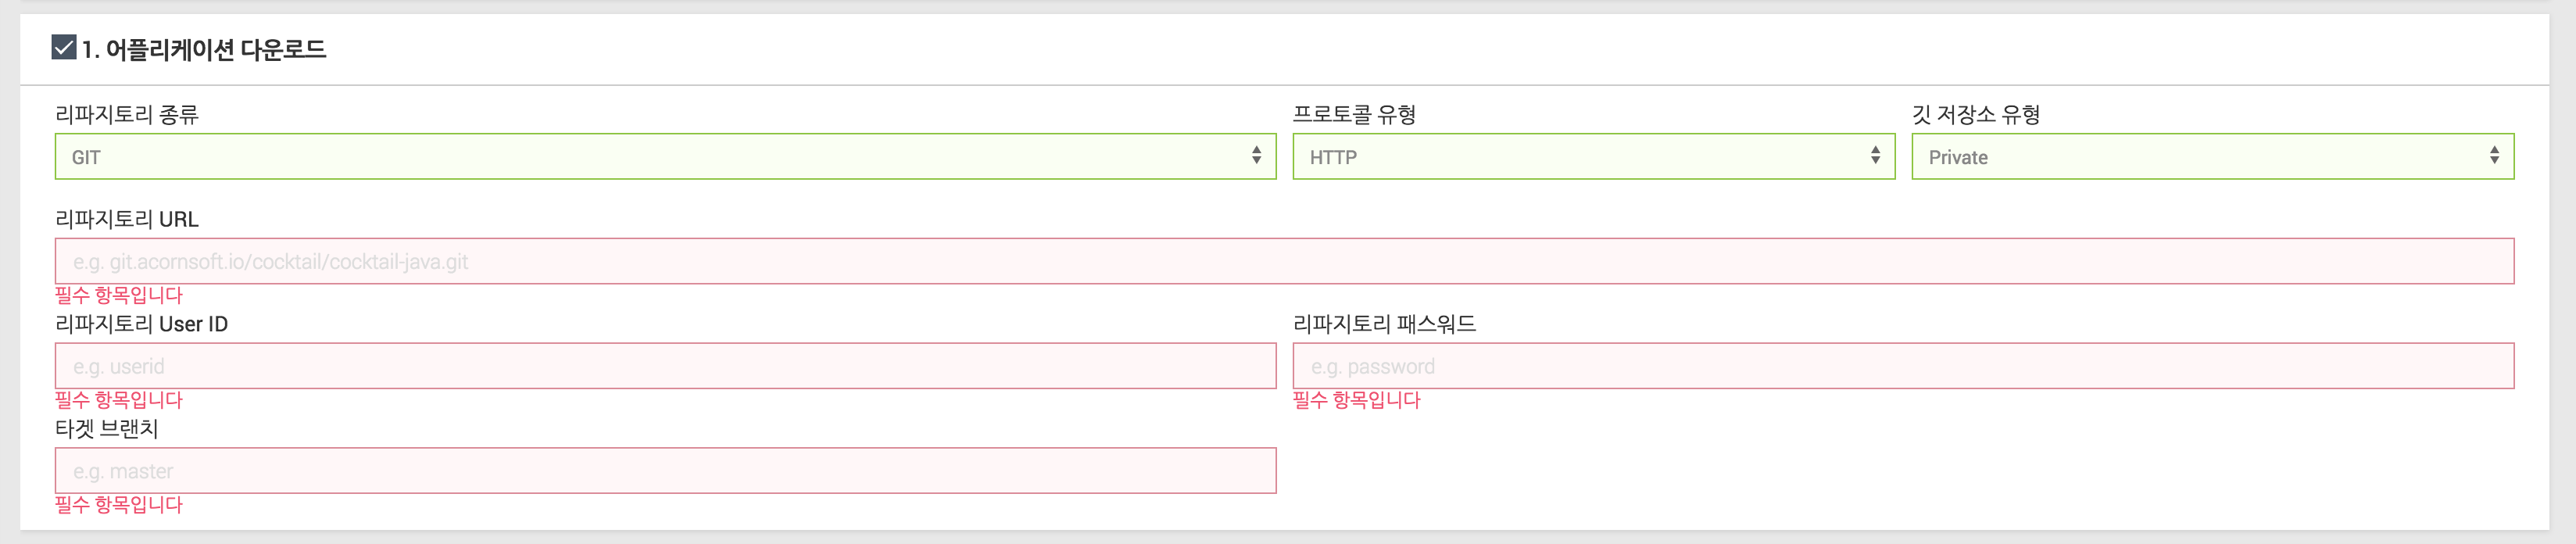 1. 어플리케이션 다운로드
리파지토리 종류 프로토콜 유형 깃 저장소 유형
GIT HTTP Private
리파지토리 URL
e.g. git.acornsoft.io/cocktail/cocktail-java.git
필수 항목입니다
리파지토리 User ID 리파지토리 패스워드
e.g. userid e.g. password
필수 항목입니다 필수 항목입니다
타겟 브랜치
e.g. master
필수 항목입니다